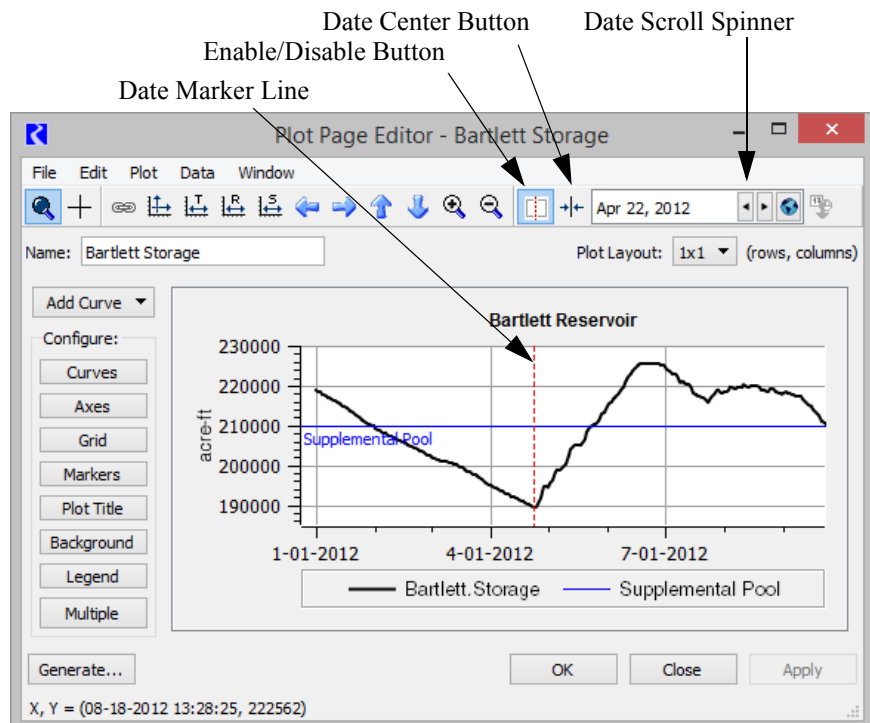 Date Center Button
Date Scroll Spinner
Enable/Disable Button
Date Marker Line
Plot Page Editor - Bartlett Storage
File Edit Plot Data Window
T R S Apr 22, 2012
Name: Bartlett Storage Plot Layout: 1x1 (rows, columns)
Add Curve
Configure:
Curves
Axes
Grid
Markers
Plot Title
Background
Legend
Multiple
Bartlett Reservoir
230000
220000
210000
200000
190000
acre-ft
Supplemental Pool
1-01-2012 4-01-2012 7-01-2012
Bartlett.Storage Supplemental Pool
Generate... OK Close Apply
X, Y = (08-18-2012 13:28:25, 222562)